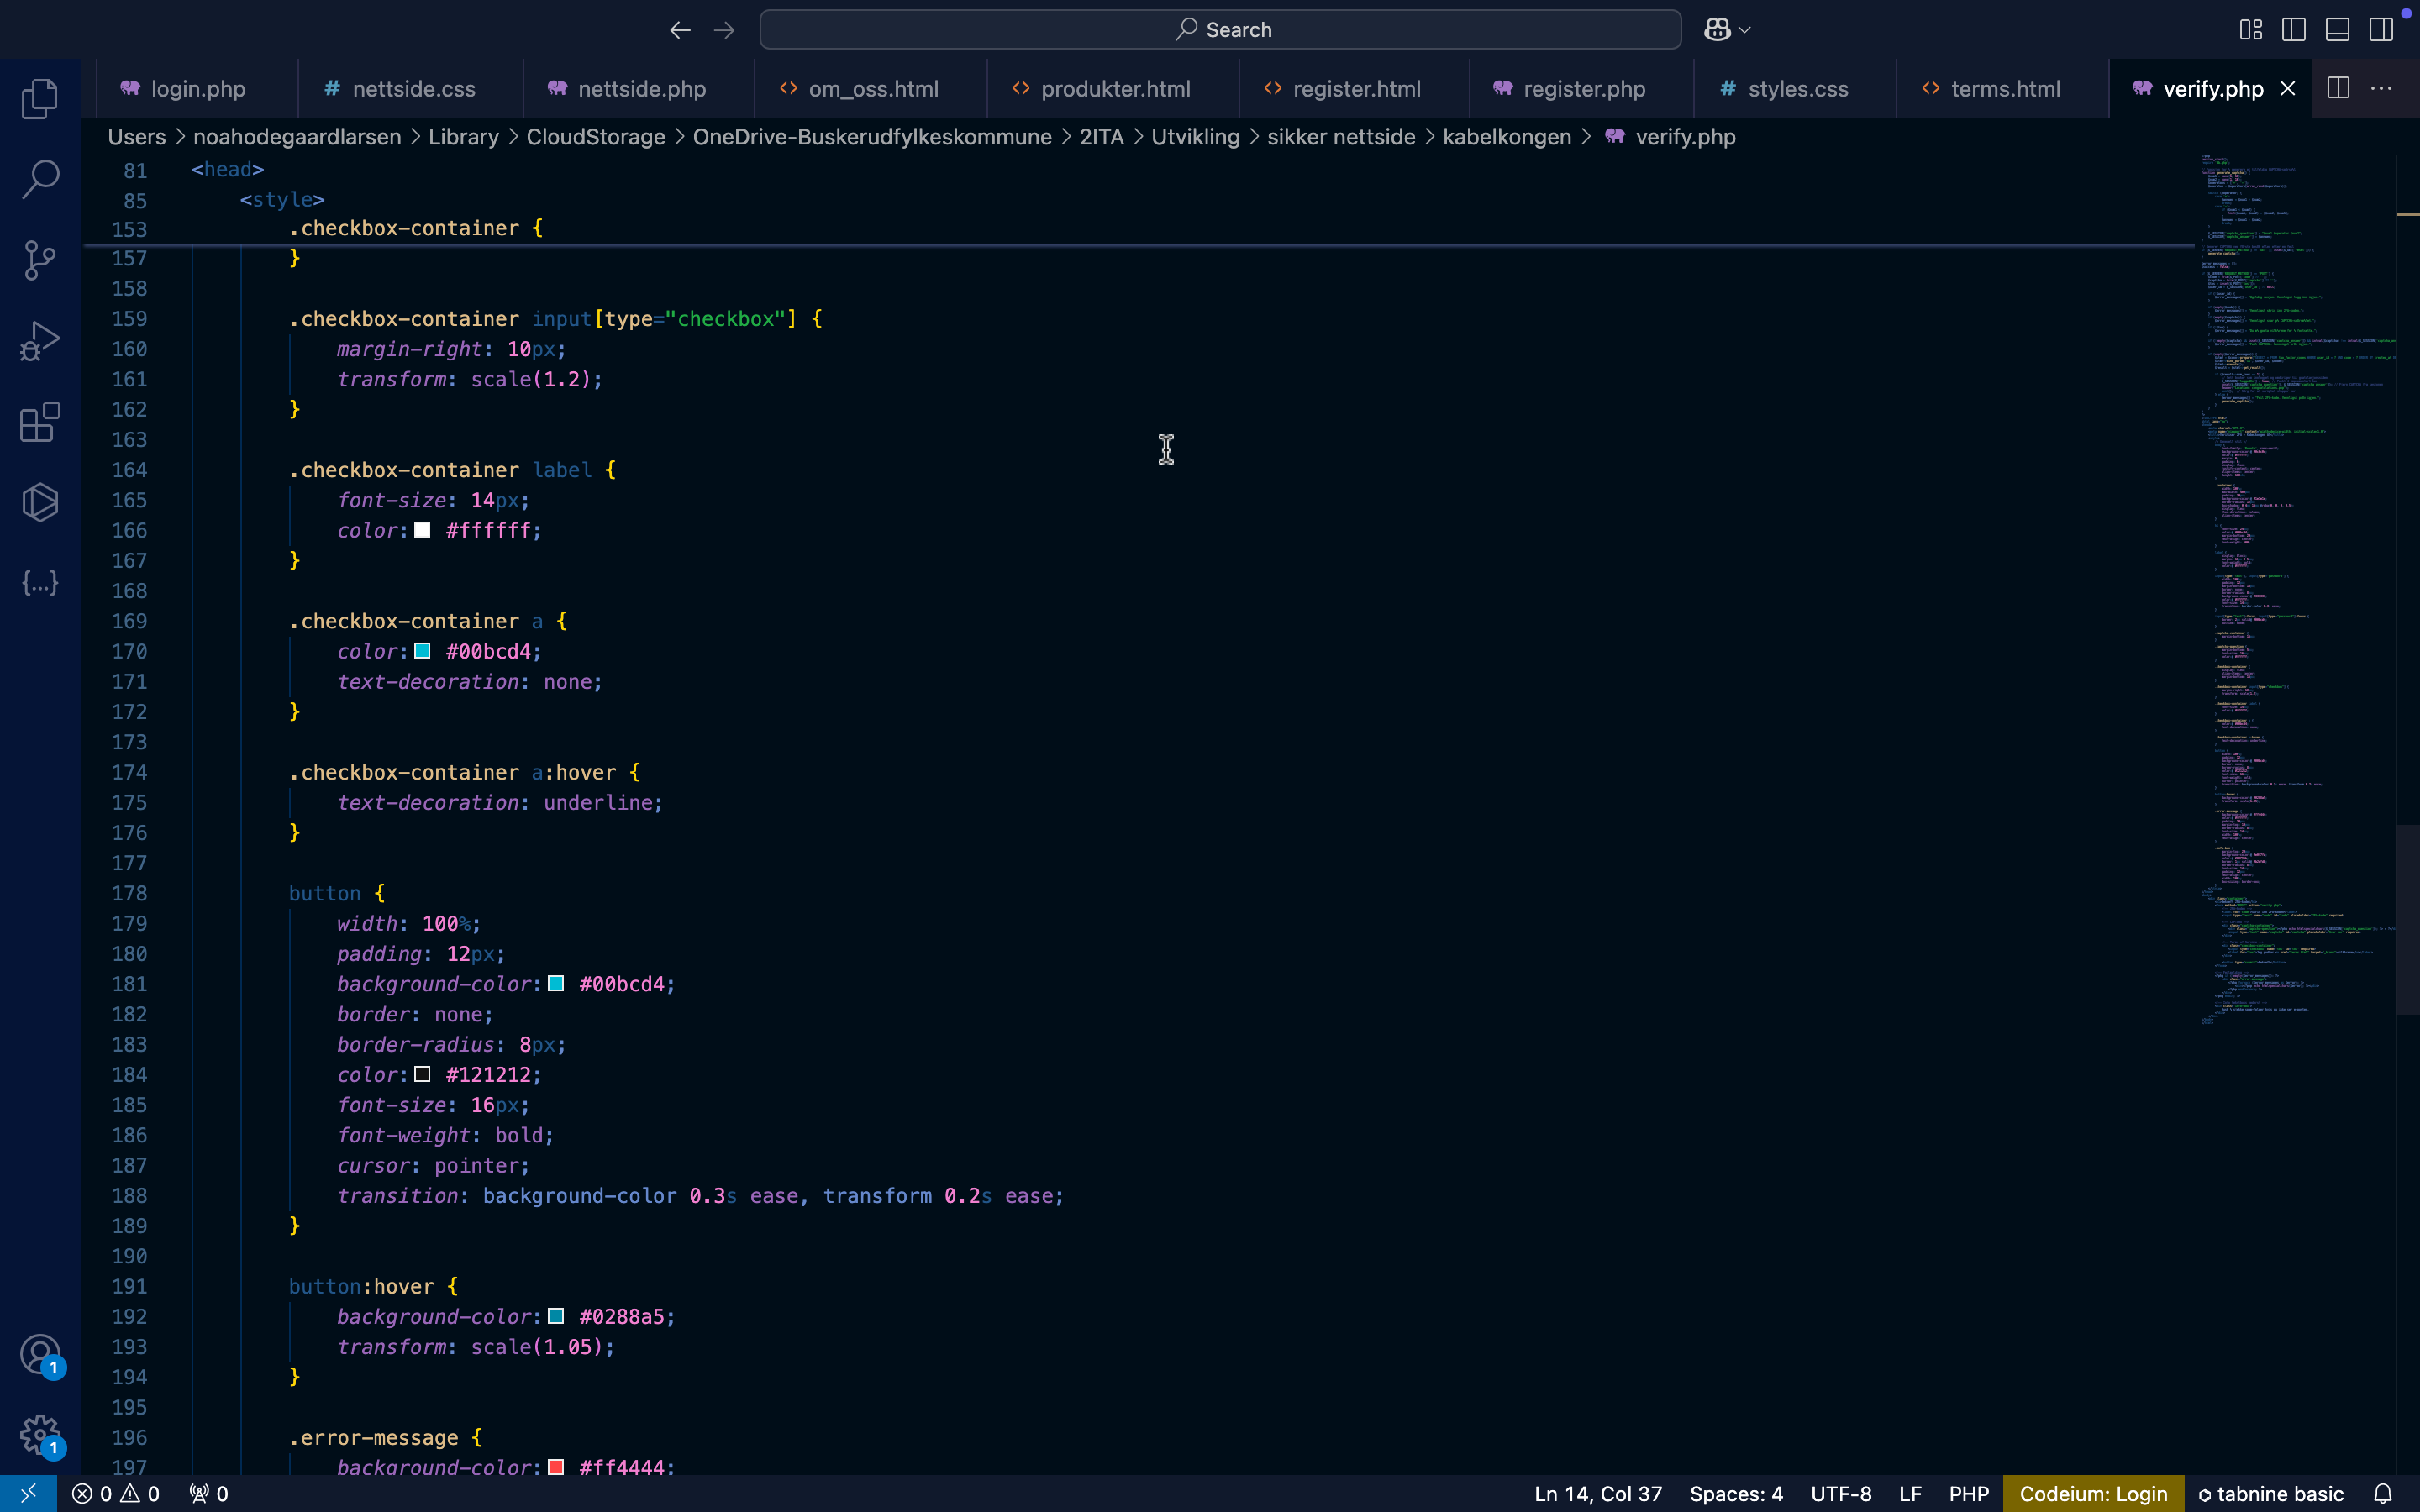 Search
login.php
nettside.css
nettside.php
om_oss.html
produkter.html
register.html
register.php
styles.css
terms.html
verify.php
Users > noahodegaardlarsen > Library > CloudStorage > OneDrive-Buskerudfylkeskommune > 2ITA > Utvikling > sikker nettside > kabelkongen > verify.php
81 <head>
85 <style>
153 .checkbox-container {
157 }
158
159 .checkbox-container input[type="checkbox"] {
160 margin-right: 10px;
161 transform: scale(1.2);
162 }
163
164 .checkbox-container label {
165 font-size: 14px;
166 color: #ffffff;
167 }
168
169 .checkbox-container a {
170 color: #00bcd4;
171 text-decoration: none;
172 }
173
174 .checkbox-container a:hover {
175 text-decoration: underline;
176 }
177
178 button {
179 width: 100%;
180 padding: 12px;
181 background-color: #00bcd4;
182 border: none;
183 border-radius: 8px;
184 color: #121212;
185 font-size: 16px;
186 font-weight: bold;
187 cursor: pointer;
188 transition: background-color 0.3s ease, transform 0.2s ease;
189 }
190
191 button:hover {
192 background-color: #0288a5;
193 transform: scale(1.05);
194 }
195
196 .error-message {
197 background-color: #ff4444;
1
1
0 0 0
Ln 14, Col 37
Spaces: 4
UTF-8
LF
PHP
Codeium: Login
tabnine basic